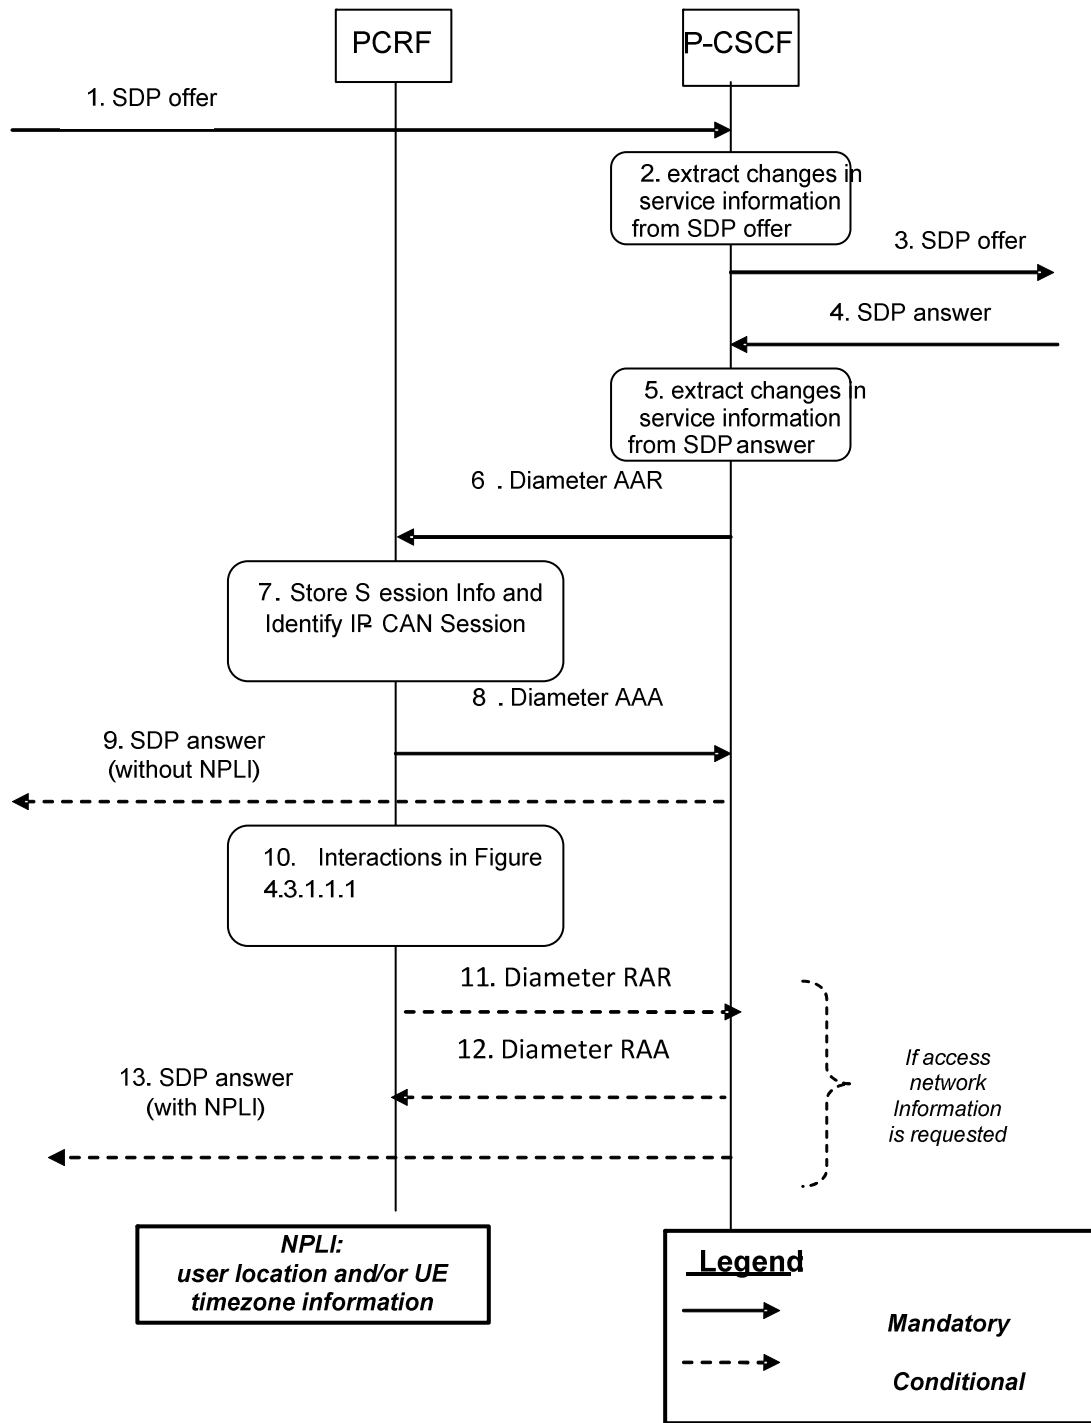 PCRF
P-CSCF
1. SDP offer
2. extract changes in
service information
from SDP offer
3. SDP offer
4. SDP answer
5. extract changes in
service information
from SDP answer
6 . Diameter AAR
7. Store S ession Info and
Identify IP- CAN Session
8 . Diameter AAA
9. SDP answer
(without NPLI)
10. Interactions in Figure
4.3.1.1.1
11. Diameter RAR
12. Diameter RAA
13. SDP answer
(with NPLI)
If access
network
Information
is requested
NPLI:
user location and/or UE
timezone information
Legend
Mandatory
Conditional